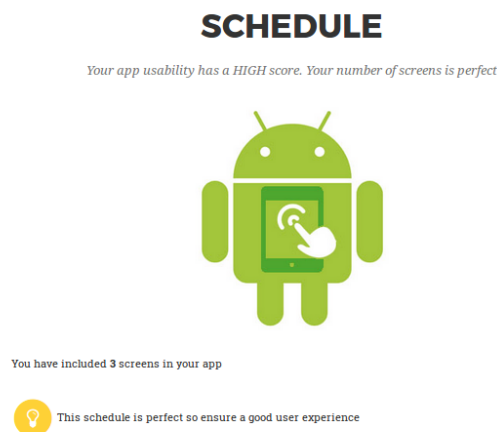 SCHEDULE
Your app usability has a HIGH score. Your number of screens is perfect
You have included 3 screens in your app
This schedule is perfect so ensure a good user experience